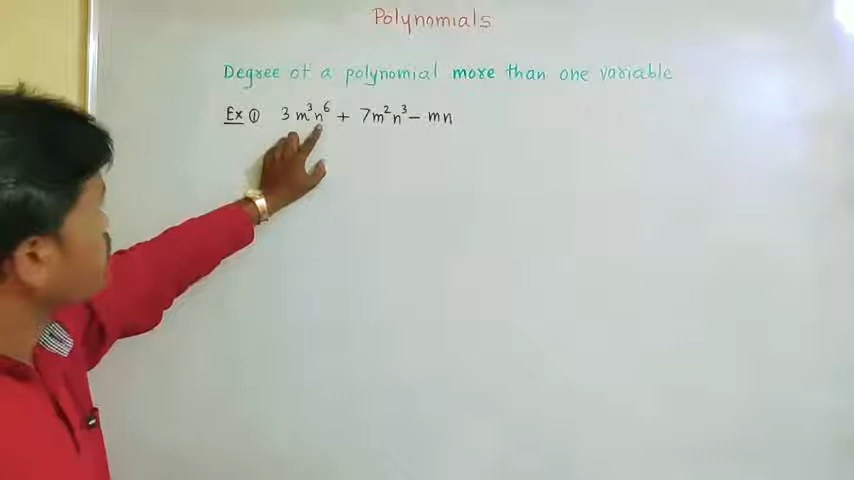 Polynomials
Degree of a polynomial more than one variable
Ex ① 3m³n⁶ + 7m²n³ - mn